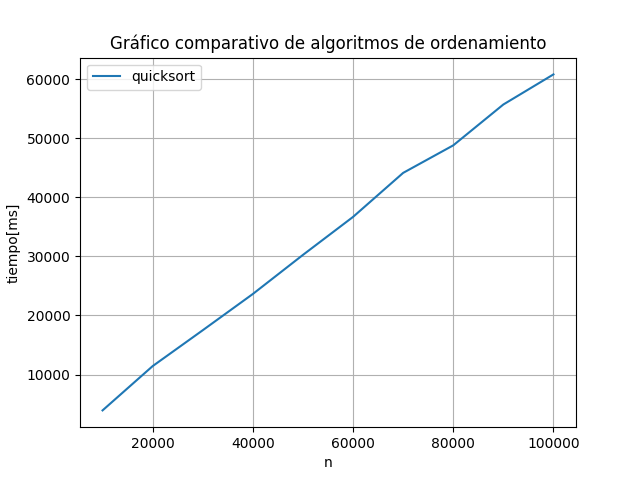 Gráfico comparativo de algoritmos de ordenamiento
quicksort
60000
50000
40000
30000
20000
10000
tiempo[ms]
20000 40000 60000 80000 100000
n